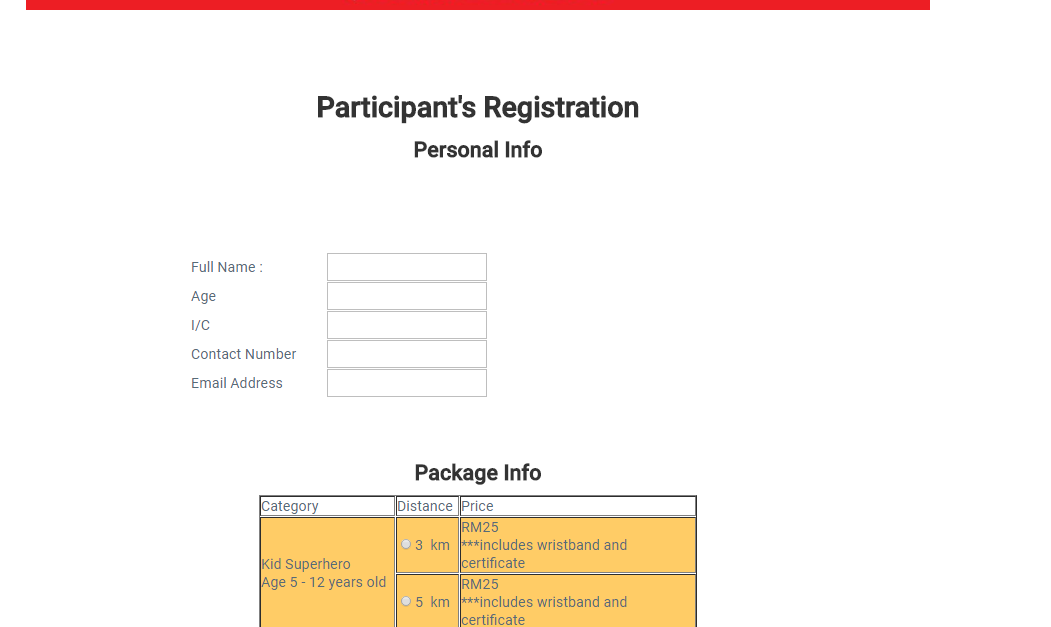 Participant's Registration
Personal Info
Full Name :
Age
I/C
Contact Number
Email Address
Package Info
Category Distance Price
Kid Superhero
Age 5 - 12 years old
3 km
RM25
***includes wristband and
certificate
5 km
RM25
***includes wristband and
certificate